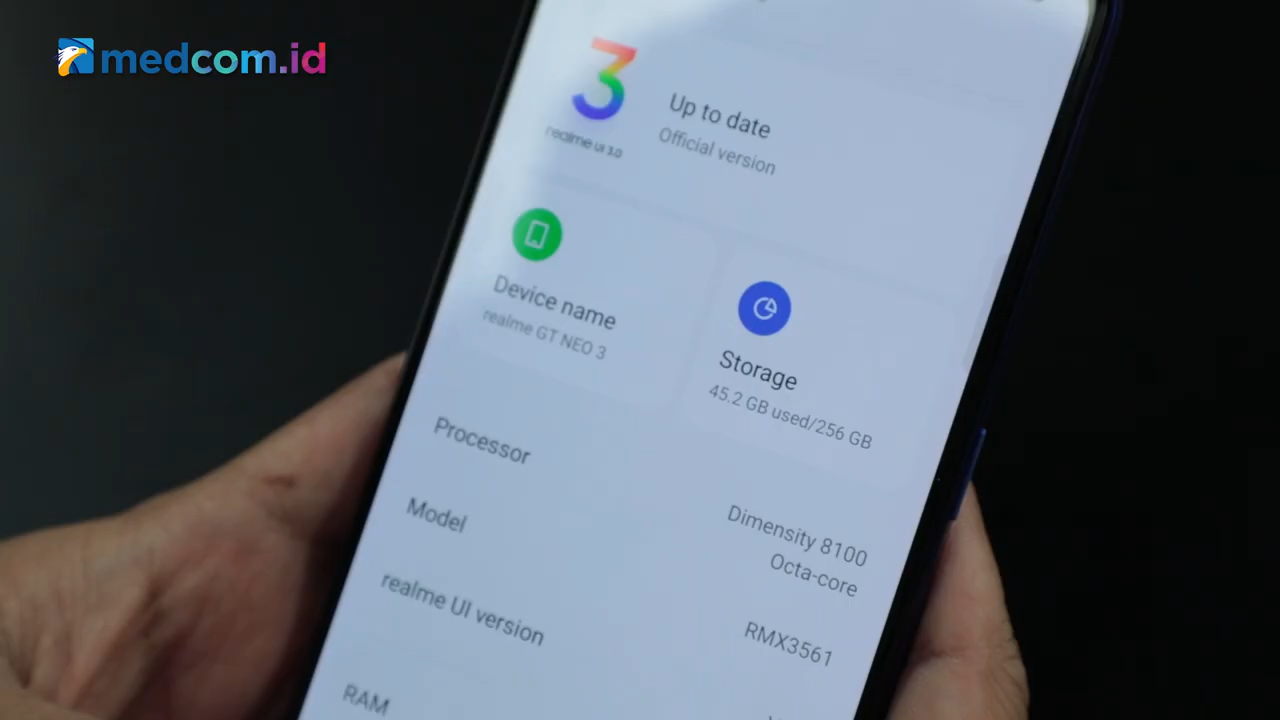 medcom.id
3
realme UI 3.0
Up to date
Official version
Device name
realme GT NEO 3
Storage
45.2 GB used/256 GB
Processor
Dimensity 8100
Octa-core
Model
RMX3561
realme UI version
RAM